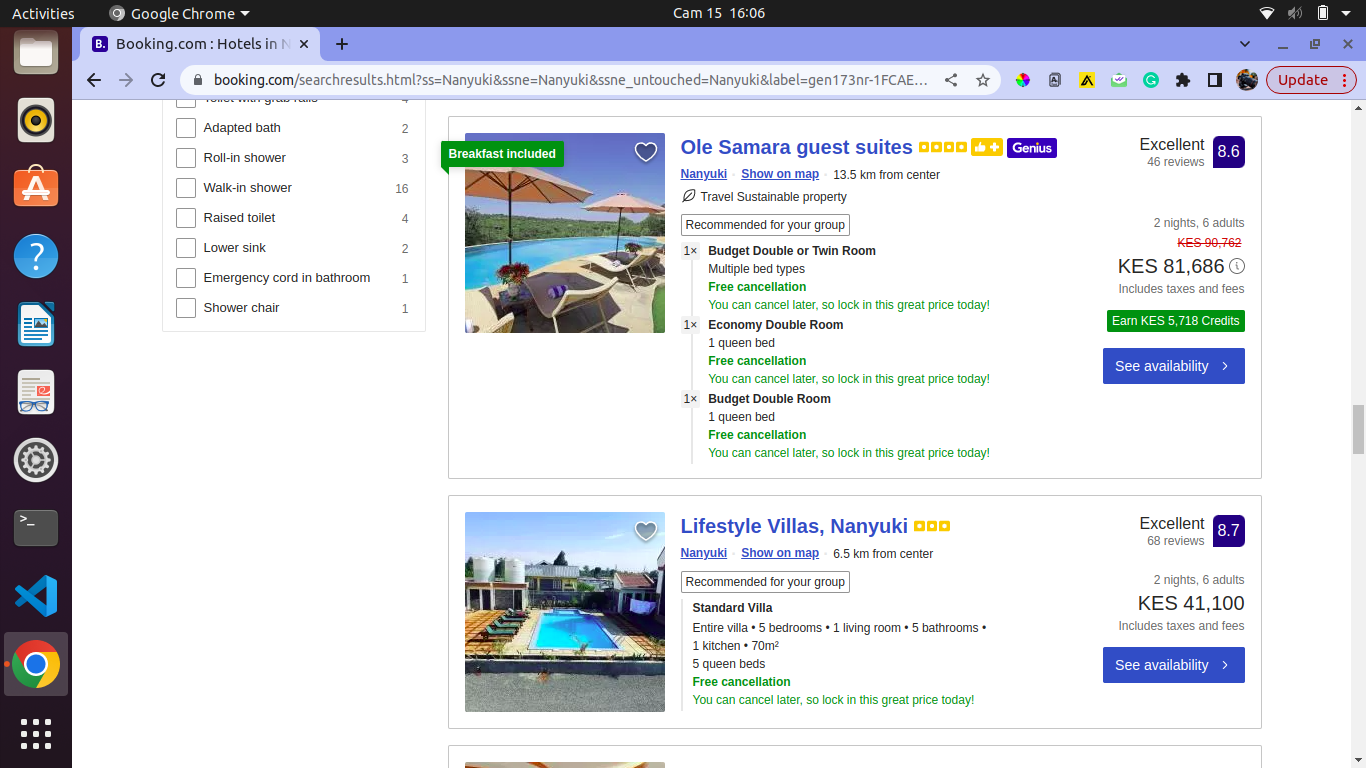 Activities
Google Chrome
Cam 15 16:06
B.
Booking.com : Hotels in N
booking.com/searchresults.html?ss=Nanyuki&ssne=Nanyuki&ssne_untouched=Nanyuki&label=gen173nr-1FCAE...
Update
Toilet with grab rails 4
Adapted bath 2
Roll-in shower 3
Walk-in shower 16
Raised toilet 4
Lower sink 2
Emergency cord in bathroom 1
Shower chair 1
Breakfast included
Ole Samara guest suites
Genius
Nanyuki · Show on map · 13.5 km from center
Travel Sustainable property
Recommended for your group
1× Budget Double or Twin Room
Multiple bed types
Free cancellation
You can cancel later, so lock in this great price today!
1× Economy Double Room
1 queen bed
Free cancellation
You can cancel later, so lock in this great price today!
1× Budget Double Room
1 queen bed
Free cancellation
You can cancel later, so lock in this great price today!
Excellent 8.6
46 reviews
2 nights, 6 adults
KES 90,762
KES 81,686
Includes taxes and fees
Earn KES 5,718 Credits
See availability
Lifestyle Villas, Nanyuki
Nanyuki · Show on map · 6.5 km from center
Recommended for your group
Standard Villa
Entire villa • 5 bedrooms • 1 living room • 5 bathrooms •
1 kitchen • 70m²
5 queen beds
Free cancellation
You can cancel later, so lock in this great price today!
Excellent 8.7
68 reviews
2 nights, 6 adults
KES 41,100
Includes taxes and fees
See availability